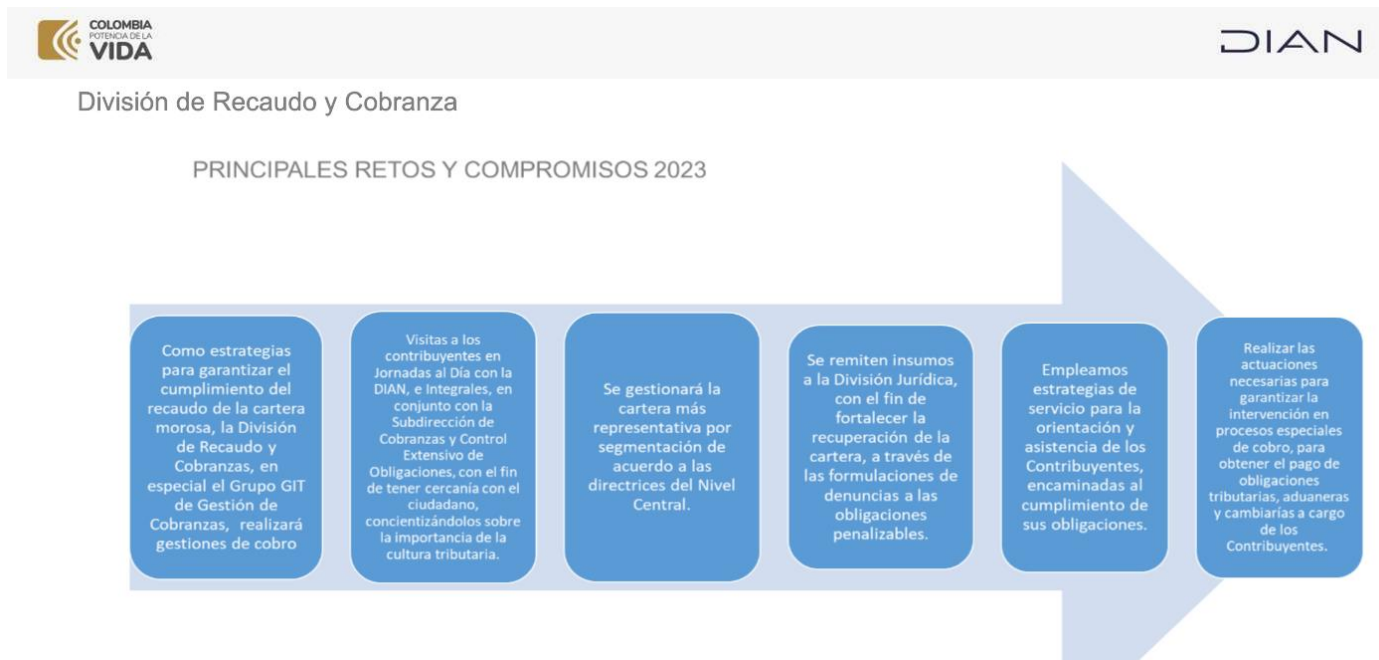 COLOMBIA
POTENCIA DE LA
VIDA
DIAN
División de Recaudo y Cobranza
PRINCIPALES RETOS Y COMPROMISOS 2023
Como estrategias
para garantizar el
cumplimiento del
recaudo de la cartera
morosa, la División
de Recaudo y
Cobranzas, en
especial el Grupo GIT
de Gestión de
Cobranzas, realizará
gestiones de cobro
Visitas a los
contribuyentes en
Jornadas al Día con la
DIAN, e Integrales, en
conjunto con la
Subdirección de
Cobranzas y Control
Extensivo de
Obligaciones, con el fin
de tener cercanía con el
ciudadano,
concientizándolos sobre
la importancia de la
cultura tributaria.
Se gestionará la
cartera más
representativa por
segmentación de
acuerdo a las
directrices del Nivel
Central.
Se remiten insumos
a la División Jurídica,
con el fin de
fortalecer la
recuperación de la
cartera, a través de
las formulaciones de
denuncias a las
obligaciones
penalizables.
Empleamos
estrategias de
servicio para la
orientación y
asistencia de los
Contribuyentes,
encaminadas al
cumplimiento de
sus obligaciones.
Realizar las
actuaciones
necesarias para
garantizar la
intervención en
procesos especiales
de cobro, para
obtener el pago de
obligaciones
tributarias, aduaneras
y cambiarías a cargo
de los
Contribuyentes.